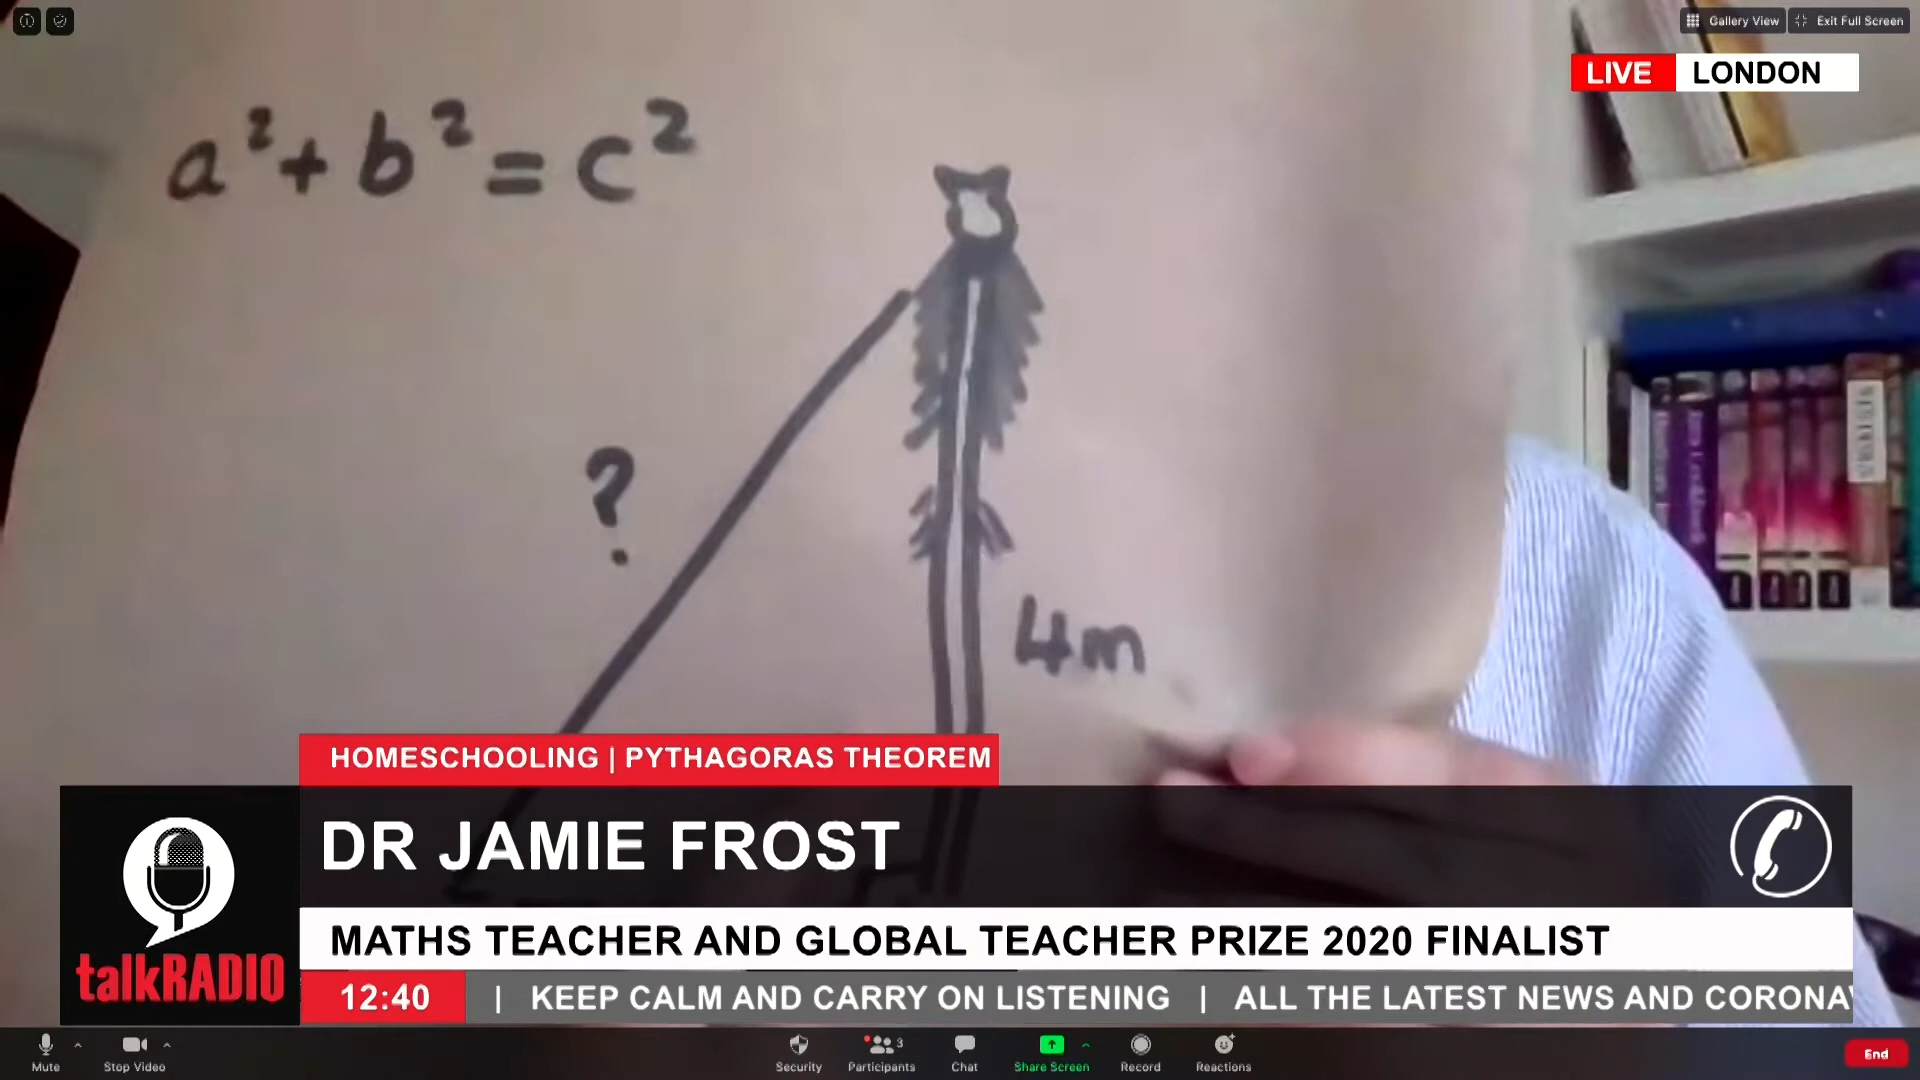 Gallery View
Exit Full Screen
LIVE LONDON
a² + b² = c²
?
4m
HOMESCHOOLING | PYTHAGORAS THEOREM
DR JAMIE FROST
MATHS TEACHER AND GLOBAL TEACHER PRIZE 2020 FINALIST
talkRADIO
12:40 | KEEP CALM AND CARRY ON LISTENING | ALL THE LATEST NEWS AND CORONA
Mute
Stop Video
Security
Participants 3
Chat
Share Screen
Record
Reactions
End